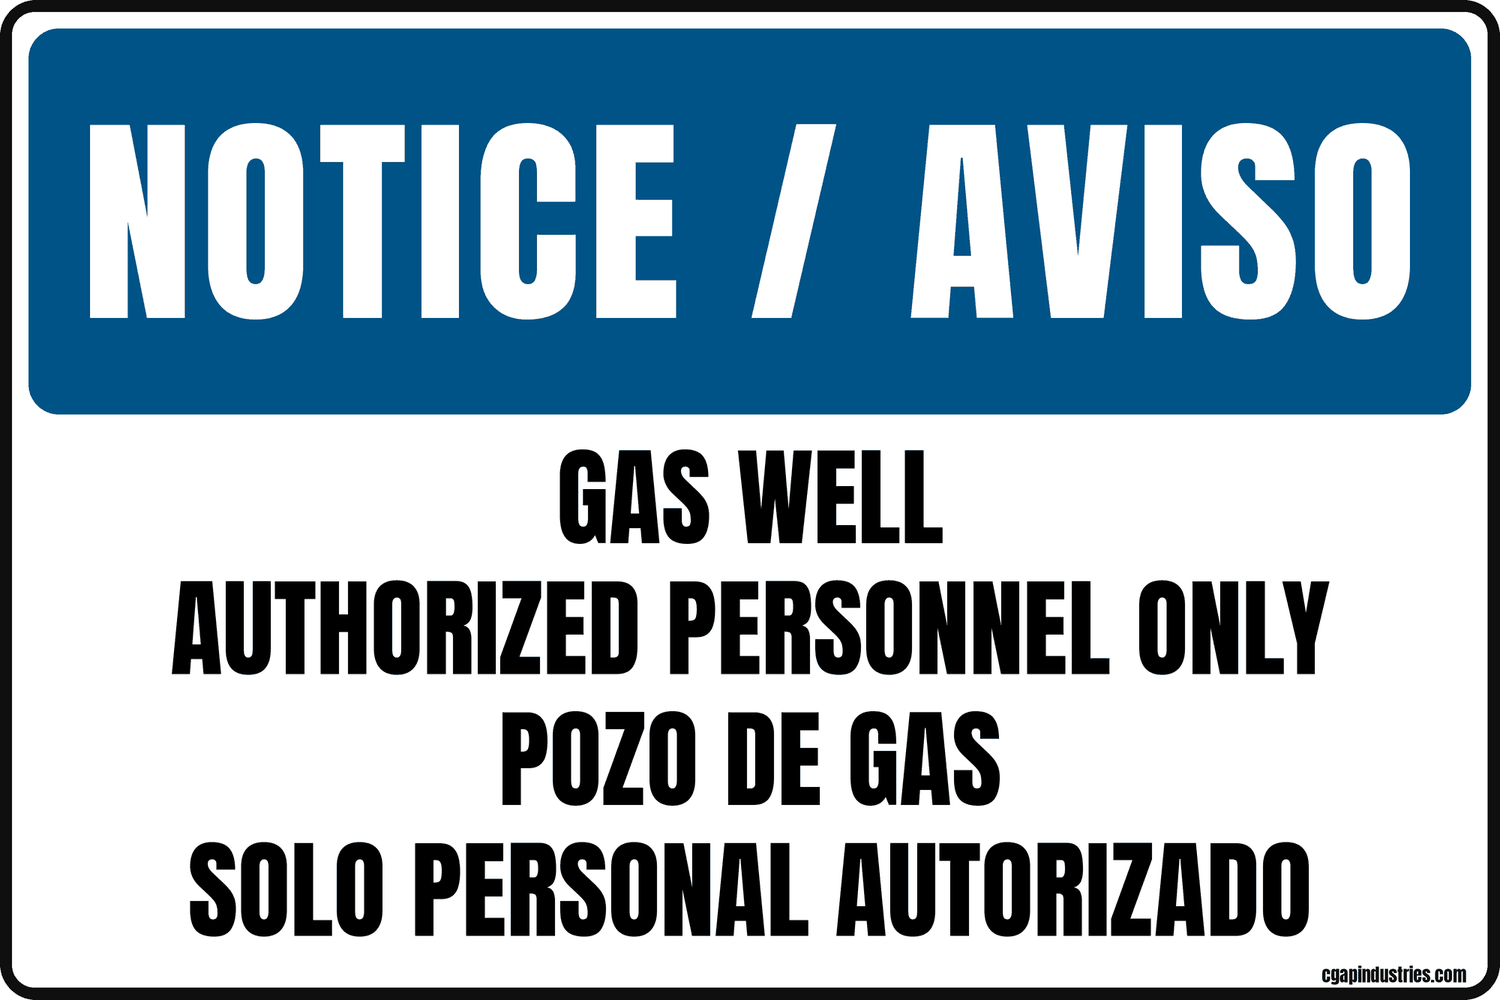 NOTICE / AVISO
GAS WELL
AUTHORIZED PERSONNEL ONLY
POZO DE GAS
SOLO PERSONAL AUTORIZADO
cgapindustries.com